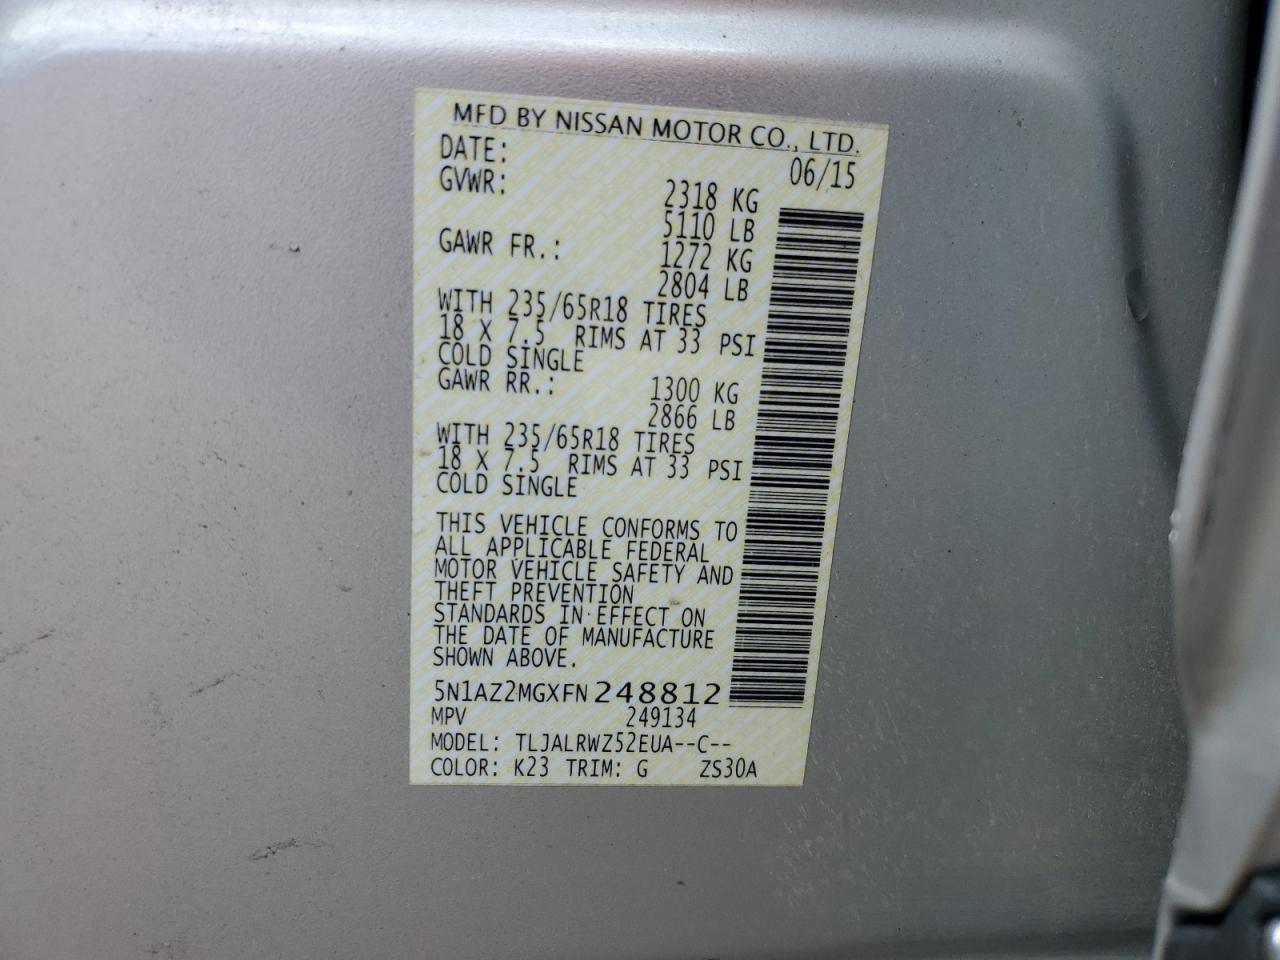 MFD BY NISSAN MOTOR CO., LTD.
DATE: 06/15
GVWR: 2318 KG
5110 LB
GAWR FR.: 1272 KG
2804 LB
WITH 235/65R18 TIRES
18 X 7.5 RIMS AT 33 PSI
COLD SINGLE
GAWR RR.: 1300 KG
2866 LB
WITH 235/65R18 TIRES
18 X 7.5 RIMS AT 33 PSI
COLD SINGLE
THIS VEHICLE CONFORMS TO
ALL APPLICABLE FEDERAL
MOTOR VEHICLE SAFETY AND
THEFT PREVENTION
STANDARDS IN EFFECT ON
THE DATE OF MANUFACTURE
SHOWN ABOVE.
5N1AZ2MGXFN248812
MPV 249134
MODEL: TLJALRWZ52EUA--C--
COLOR: K23 TRIM: G ZS30A